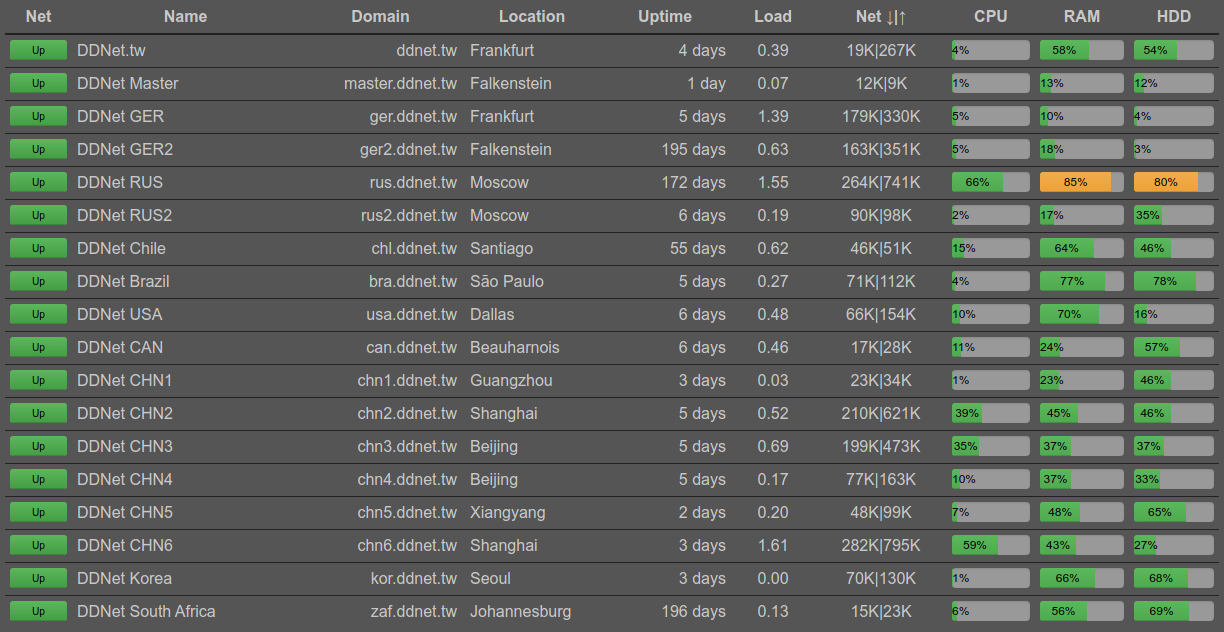 Net Name Domain Location Uptime Load Net ↓|↑ CPU RAM HDD
Up DDNet.tw ddnet.tw Frankfurt 4 days 0.39 19K|267K 4% 58% 54%
Up DDNet Master master.ddnet.tw Falkenstein 1 day 0.07 12K|9K 1% 13% 12%
Up DDNet GER ger.ddnet.tw Frankfurt 5 days 1.39 179K|330K 5% 10% 4%
Up DDNet GER2 ger2.ddnet.tw Falkenstein 195 days 0.63 163K|351K 5% 18% 3%
Up DDNet RUS rus.ddnet.tw Moscow 172 days 1.55 264K|741K 66% 85% 80%
Up DDNet RUS2 rus2.ddnet.tw Moscow 6 days 0.19 90K|98K 2% 17% 35%
Up DDNet Chile chl.ddnet.tw Santiago 55 days 0.62 46K|51K 15% 64% 46%
Up DDNet Brazil bra.ddnet.tw São Paulo 5 days 0.27 71K|112K 4% 77% 78%
Up DDNet USA usa.ddnet.tw Dallas 6 days 0.48 66K|154K 10% 70% 16%
Up DDNet CAN can.ddnet.tw Beauharnois 6 days 0.46 17K|28K 11% 24% 57%
Up DDNet CHN1 chn1.ddnet.tw Guangzhou 3 days 0.03 23K|34K 1% 23% 46%
Up DDNet CHN2 chn2.ddnet.tw Shanghai 5 days 0.52 210K|621K 39% 45% 46%
Up DDNet CHN3 chn3.ddnet.tw Beijing 5 days 0.69 199K|473K 35% 37% 37%
Up DDNet CHN4 chn4.ddnet.tw Beijing 5 days 0.17 77K|163K 10% 37% 33%
Up DDNet CHN5 chn5.ddnet.tw Xiangyang 2 days 0.20 48K|99K 7% 48% 65%
Up DDNet CHN6 chn6.ddnet.tw Shanghai 3 days 1.61 282K|795K 59% 43% 27%
Up DDNet Korea kor.ddnet.tw Seoul 3 days 0.00 70K|130K 1% 66% 68%
Up DDNet South Africa zaf.ddnet.tw Johannesburg 196 days 0.13 15K|23K 6% 56% 69%